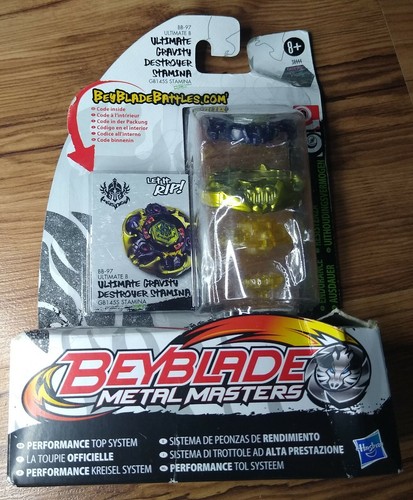 BB-97
ULTIMATE B
ULTIMATE
GRAVITY
DESTROYER
STAMINA
GB145S STAMINA
8+
BEYBLADEBATTLES.COM
Code inside
Code à l'intérieur
Code in der Packung
Código en el interior
Codice all'interno
Code binnenin
LET IT
RIP!
BB-97
ULTIMATE B
ULTIMATE GRAVITY
DESTROYER STAMINA
GB145S STAMINA
AUSDAUER
BEYBLADE
METAL MASTERS
PERFORMANCE TOP SYSTEM
LA TOUPIE OFFICIELLE
PERFORMANCE KREISEL SYSTEM
SISTEMA DE PEONZAS DE RENDIMIENTO
SISTEMA DI TROTTOLE AD ALTA PRESTAZIONE
PERFORMANCE TOL SYSTEEM
Hasbro